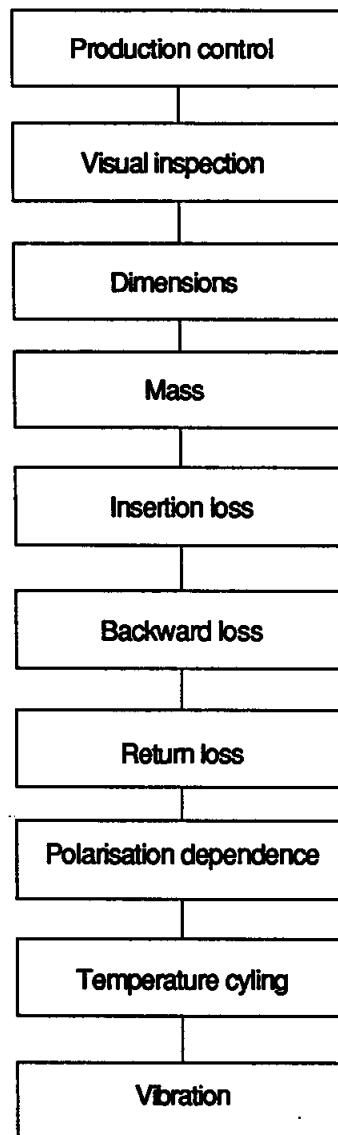 Production control
Visual inspection
Dimensions
Mass
Insertion loss
Backward loss
Return loss
Polarisation dependence
Temperature cyling
Vibration